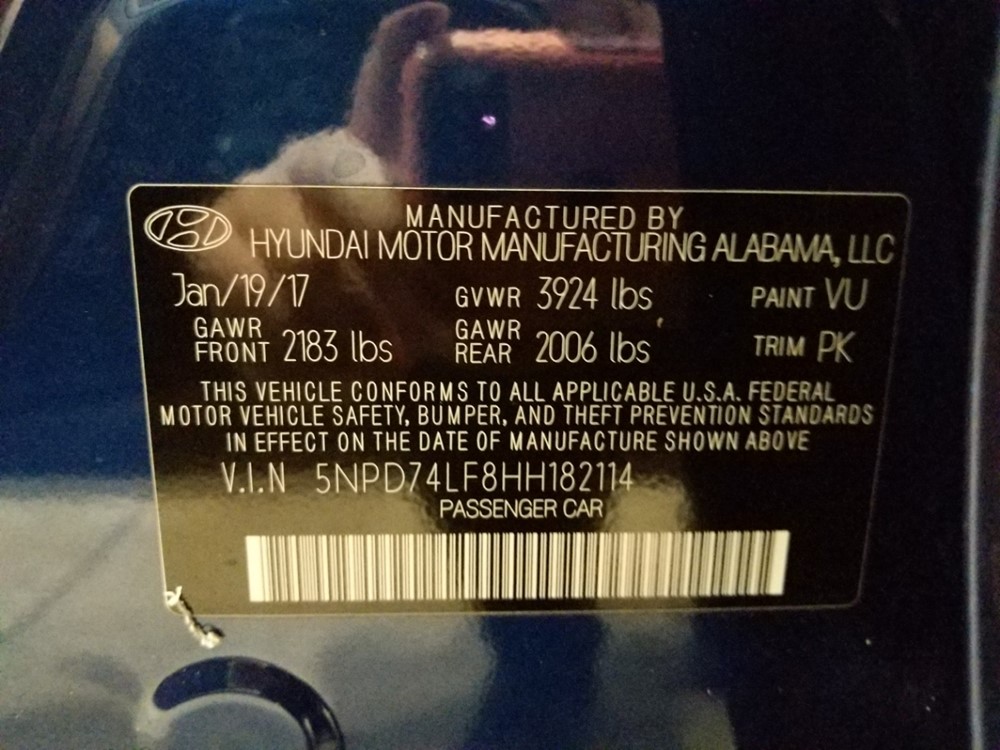 MANUFACTURED BY
HYUNDAI MOTOR MANUFACTURING ALABAMA, LLC
Jan/19/17 GVWR 3924 lbs PAINT VU
GAWR FRONT 2183 lbs GAWR REAR 2006 lbs TRIM PK
THIS VEHICLE CONFORMS TO ALL APPLICABLE U.S.A. FEDERAL
MOTOR VEHICLE SAFETY, BUMPER, AND THEFT PREVENTION STANDARDS
IN EFFECT ON THE DATE OF MANUFACTURE SHOWN ABOVE
V.I.N 5NPD74LF8HH182114
PASSENGER CAR